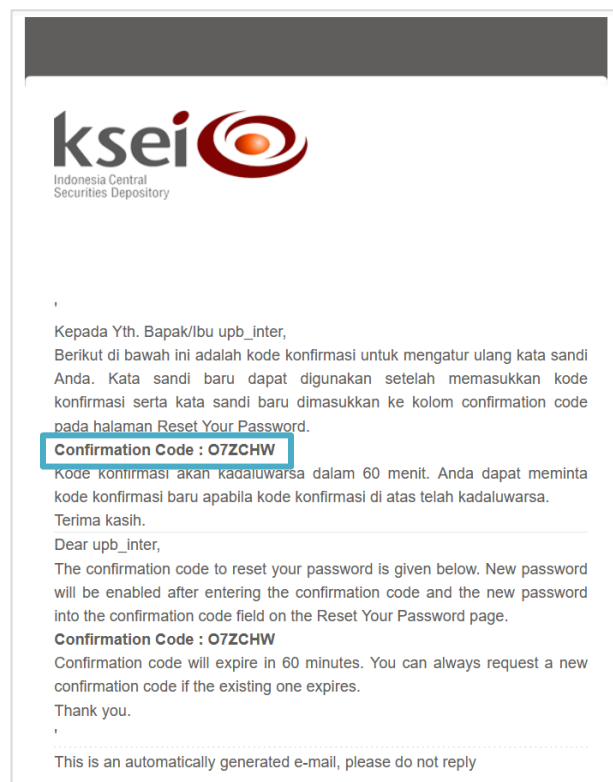 ksei
Indonesia Central
Securities Depository
'
Kepada Yth. Bapak/Ibu upb_inter,
Berikut di bawah ini adalah kode konfirmasi untuk mengatur ulang kata sandi
Anda. Kata sandi baru dapat digunakan setelah memasukkan kode
konfirmasi serta kata sandi baru dimasukkan ke kolom confirmation code
pada halaman Reset Your Password.
Confirmation Code : O7ZCHW
Kode konfirmasi akan kadaluwarsa dalam 60 menit. Anda dapat meminta
kode konfirmasi baru apabila kode konfirmasi di atas telah kadaluwarsa.
Terima kasih.
Dear upb_inter,
The confirmation code to reset your password is given below. New password
will be enabled after entering the confirmation code and the new password
into the confirmation code field on the Reset Your Password page.
Confirmation Code : O7ZCHW
Confirmation code will expire in 60 minutes. You can always request a new
confirmation code if the existing one expires.
Thank you.
'
This is an automatically generated e-mail, please do not reply